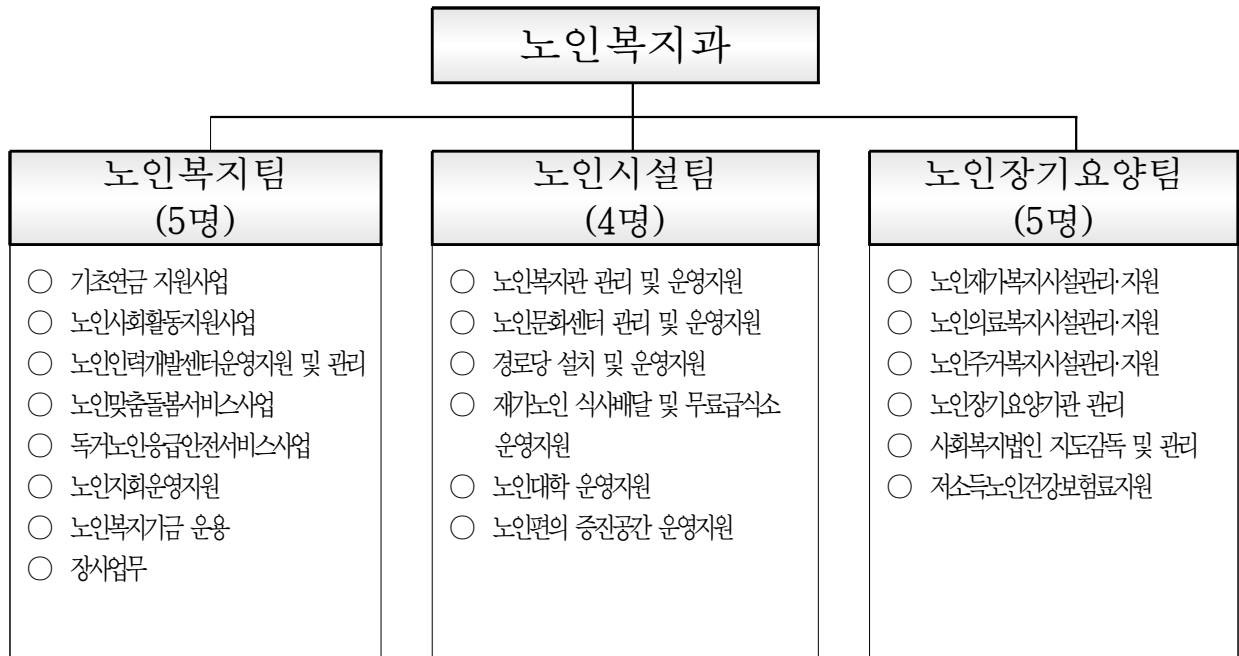 노인복지과
노인복지팀
(5명)
○ 기초연금 지원사업
○ 노인사회활동지원사업
○ 노인인력개발센터운영지원 및 관리
○ 노인맞춤돌봄서비스사업
○ 독거노인응급안전서비스사업
○ 노인지회운영지원
○ 노인복지기금 운용
○ 장사업무
노인시설팀
(4명)
○ 노인복지관 관리 및 운영지원
○ 노인문화센터 관리 및 운영지원
○ 경로당 설치 및 운영지원
○ 재가노인 식사배달 및 무료급식소
운영지원
○ 노인대학 운영지원
○ 노인편의 증진공간 운영지원
노인장기요양팀
(5명)
○ 노인재가복지시설관리·지원
○ 노인의료복지시설관리·지원
○ 노인주거복지시설관리·지원
○ 노인장기요양기관 관리
○ 사회복지법인 지도감독 및 관리
○ 저소득노인건강보험료지원